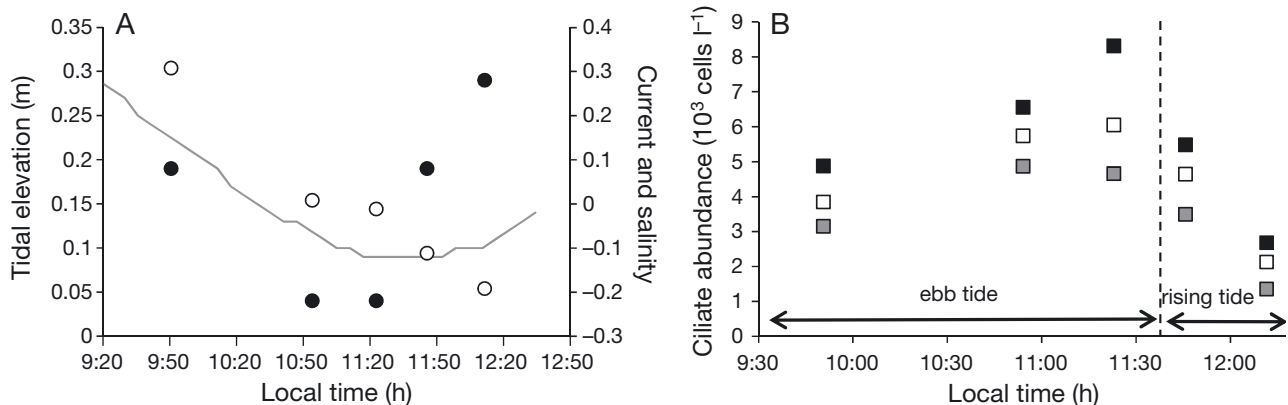 A
0.35
0.3
0.25
0.2
0.15
0.1
0.05
0
Tidal elevation (m)
0.4
0.3
0.2
0.1
0
–0.1
–0.2
–0.3
Current and salinity
9:20 9:50 10:20 10:50 11:20 11:50 12:20 12:50
Local time (h)
B
9
8
7
6
5
4
3
2
1
0
Ciliate abundance (10³ cells l⁻¹)
ebb tide
rising tide
9:30 10:00 10:30 11:00 11:30 12:00
Local time (h)